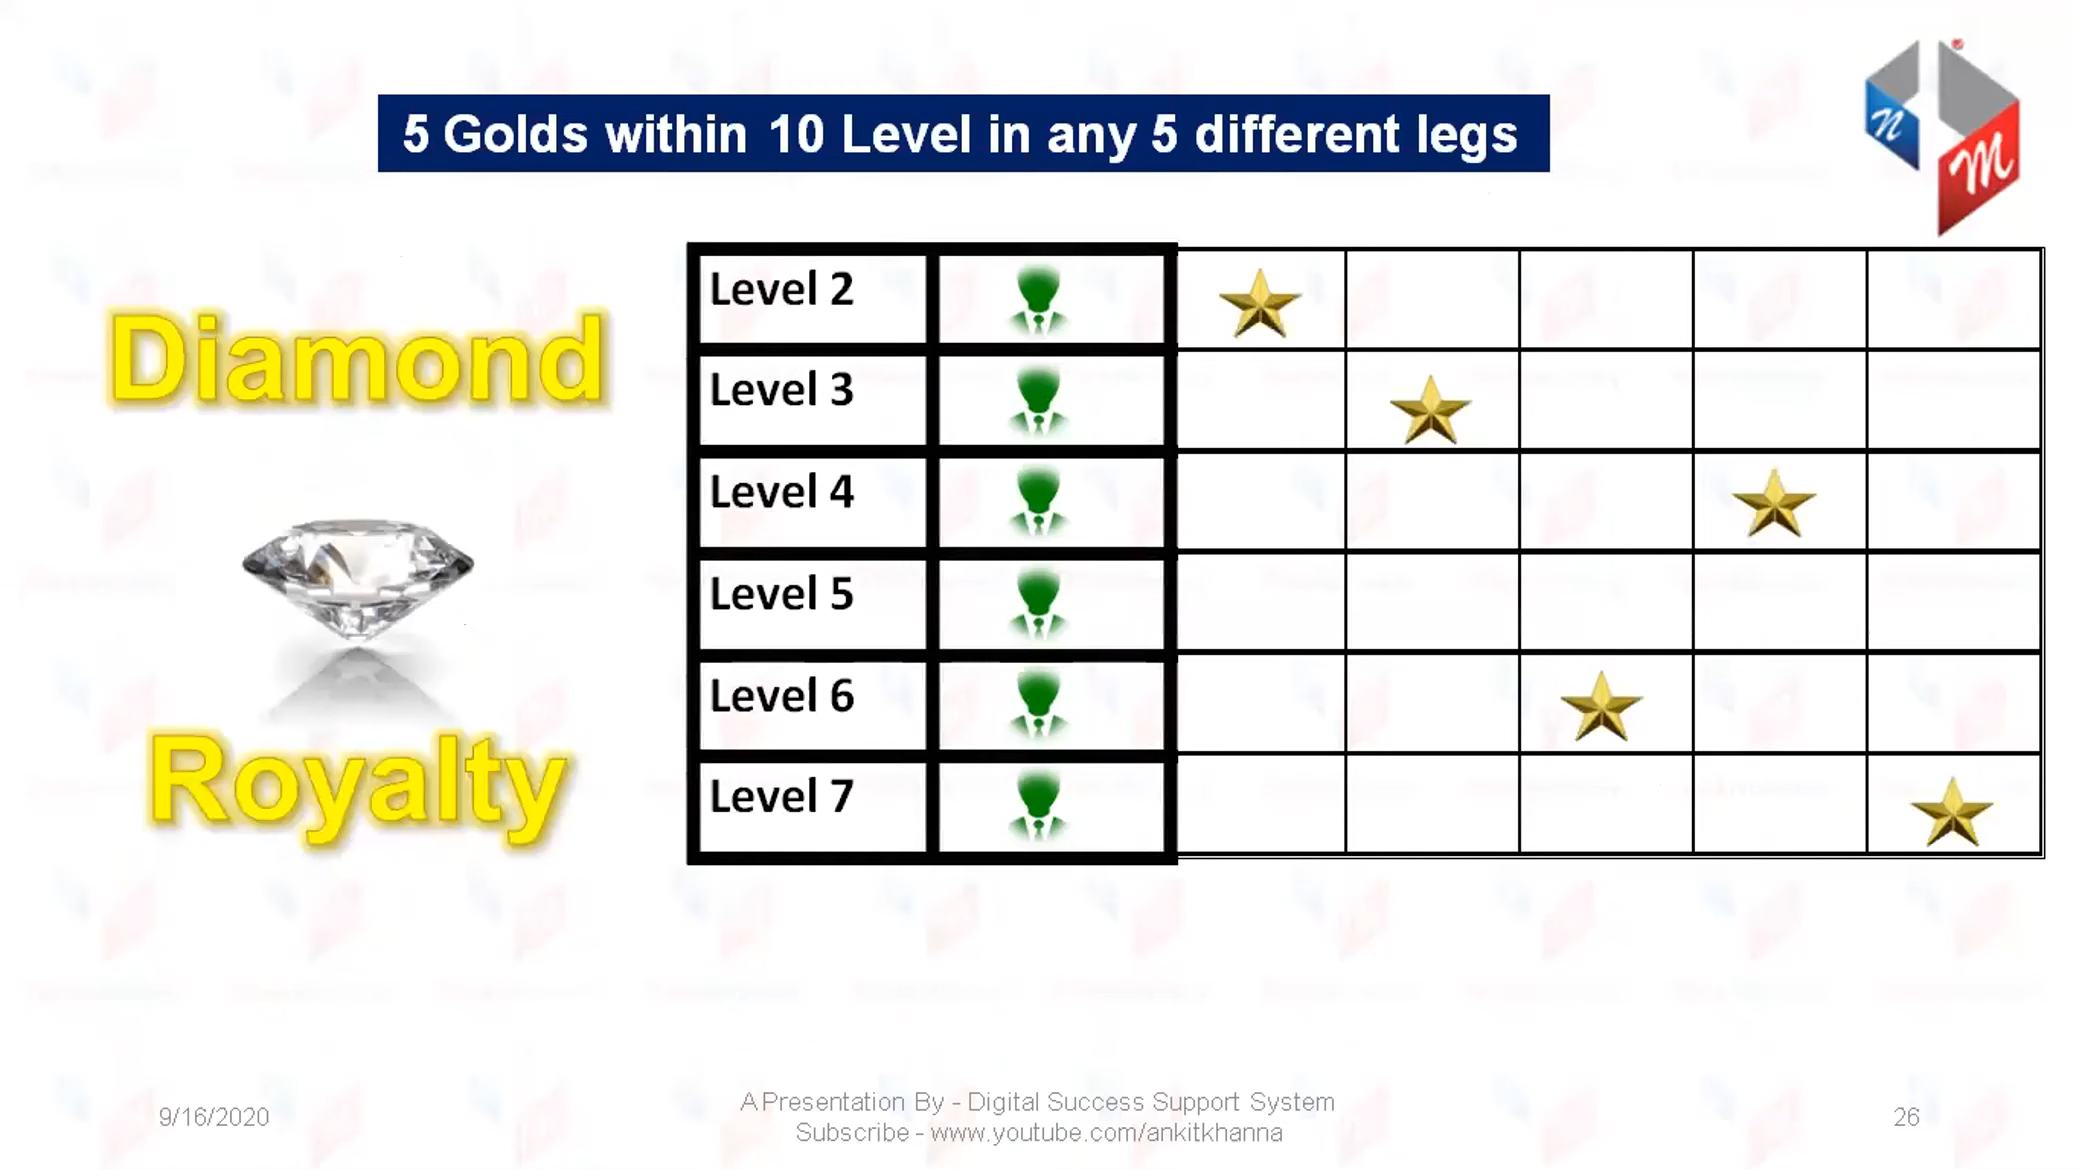 5 Golds within 10 Level in any 5 different legs
n
m
Diamond
Royalty
Level 2
Level 3
Level 4
Level 5
Level 6
Level 7
9/16/2020
A Presentation By - Digital Success Support System
Subscribe - www.youtube.com/ankitkhanna
26